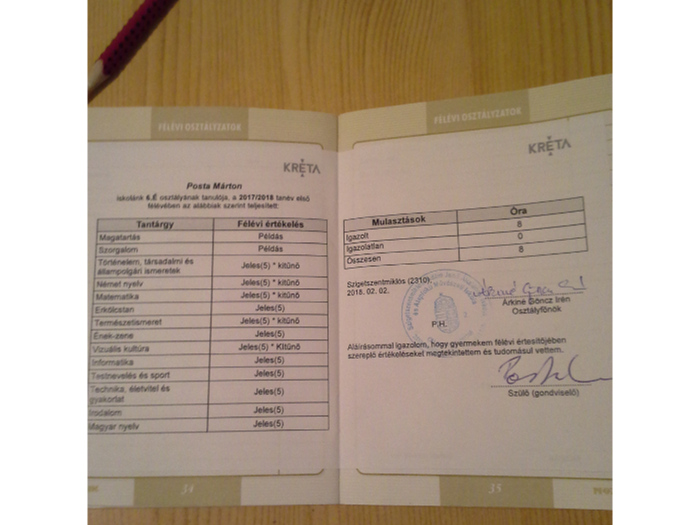 FÉLÉVI OSZTÁLYZATOK
KRÉTA
Posta Márton
iskolánk 6.É osztályának tanulója, a 2017/2018 tanév első
félévében az alábbiak szerint teljesített:
Tantárgy Félévi értékelés
Magatartás Példás
Szorgalom Példás
Történelem, társadalmi és
állampolgári ismeretek Jeles(5) * kitűnő
Német nyelv Jeles(5) * kitűnő
Matematika Jeles(5) * kitűnő
Erkölcstan Jeles(5)
Természetismeret Jeles(5) * kitűnő
Ének-zene Jeles(5)
Vizuális kultúra Jeles(5) * Kitűnő
Informatika Jeles(5)
Testnevelés és sport Jeles(5)
Technika, életvitel és
gyakorlat Jeles(5)
Irodalom Jeles(5)
Magyar nyelv Jeles(5)
34
FÉLÉVI OSZTÁLYZATOK
KRÉTA
Mulasztások Óra
Igazolt 8
Igazolatlan 0
Összesen 8
Szigetszentmiklós (2310),
2018. 02. 02.
Árkiné Göncz Irén
Osztályfőnök
P.H.
Aláírásommal igazolom, hogy gyermekem félévi értesítőjében
szereplő értékeléseket megtekintettem és tudomásul vettem.
Szülő (gondviselő)
35